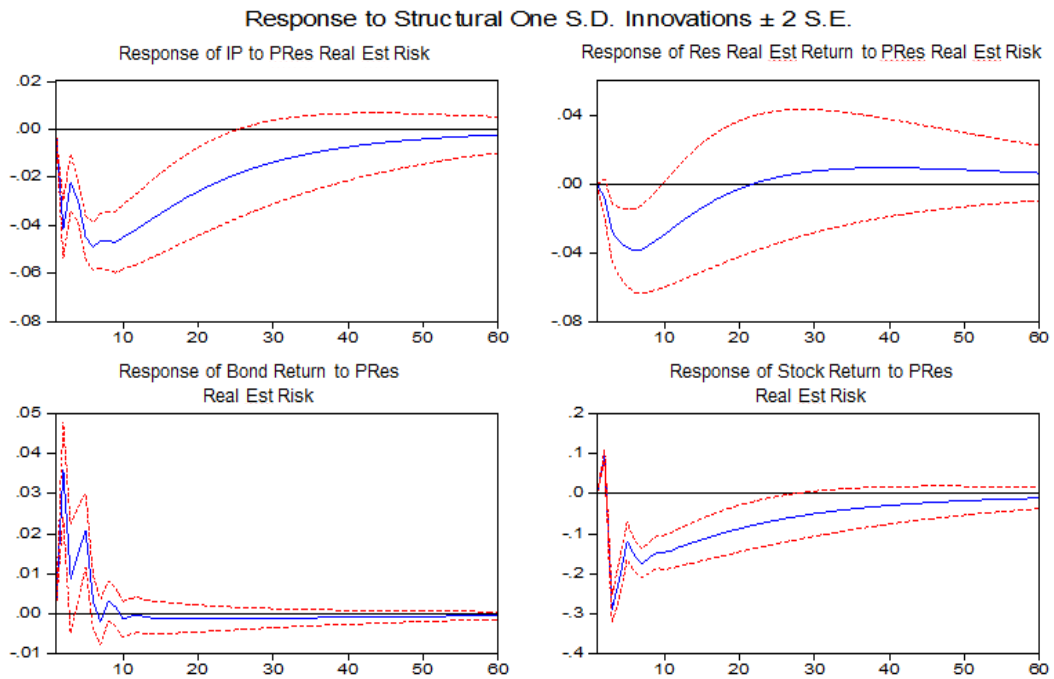 Response to Structural One S.D. Innovations ± 2 S.E.
Response of IP to PRes Real Est Risk
.02
.00
-.02
-.04
-.06
-.08
10 20 30 40 50 60
Response of Res Real Est Return to PRes Real Est Risk
.04
.00
-.04
-.08
10 20 30 40 50 60
Response of Bond Return to PRes
Real Est Risk
.05
.04
.03
.02
.01
.00
-.01
10 20 30 40 50 60
Response of Stock Return to PRes
Real Est Risk
.2
.1
.0
-.1
-.2
-.3
-.4
10 20 30 40 50 60